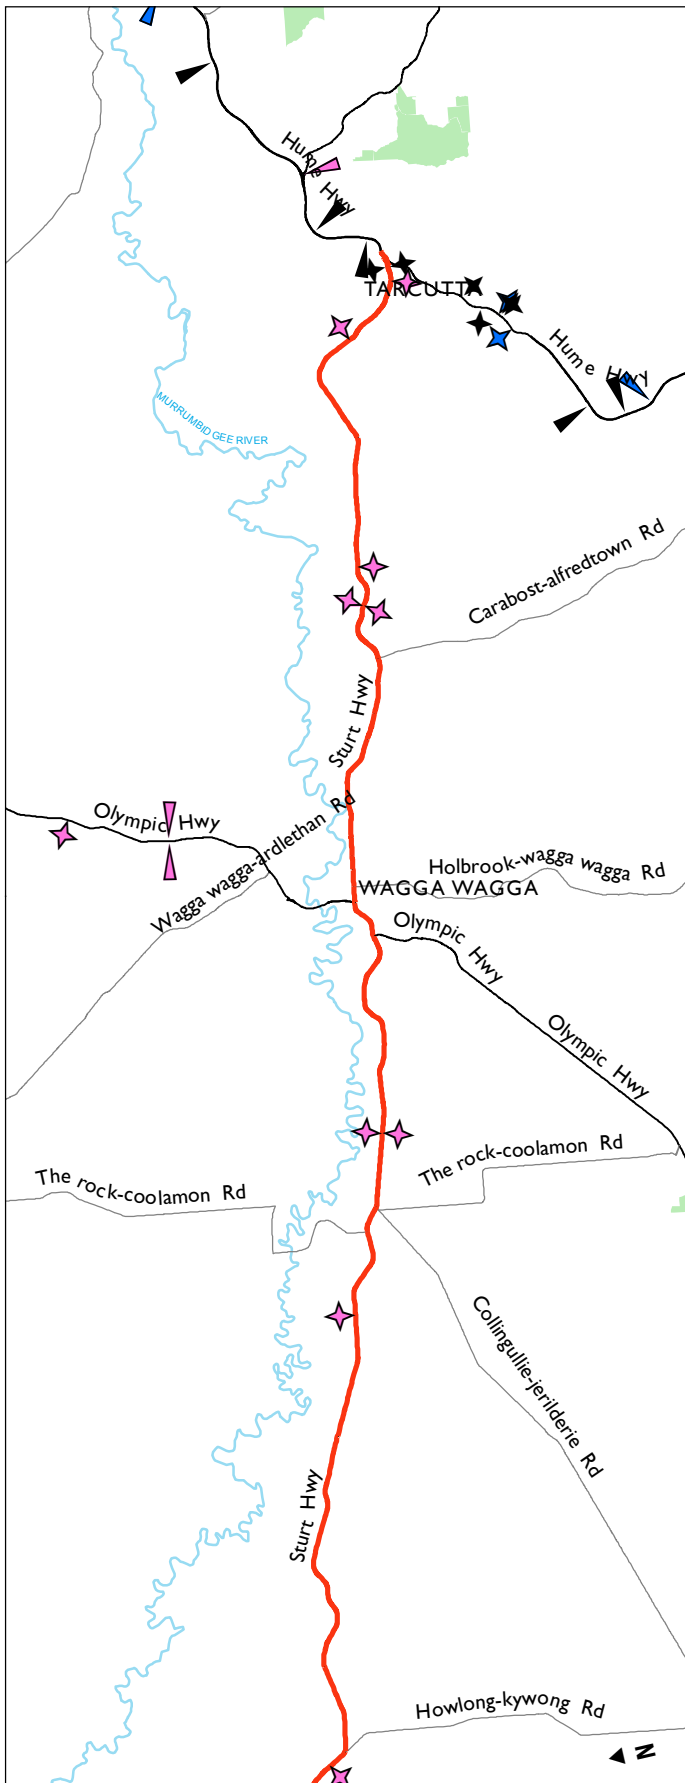 Hume Hwy
TARCUTTA
Hume Hwy
MURRUMBIDGEE RIVER
Carabost-alfredtown Rd
Sturt Hwy
Olympic Hwy
Wagga wagga-ardlethan Rd
Holbrook-wagga wagga Rd
WAGGA WAGGA
Olympic Hwy
Olympic Hwy
The rock-coolamon Rd
The rock-coolamon Rd
Collingullie-jerilderie Rd
Sturt Hwy
Howlong-kywong Rd
N